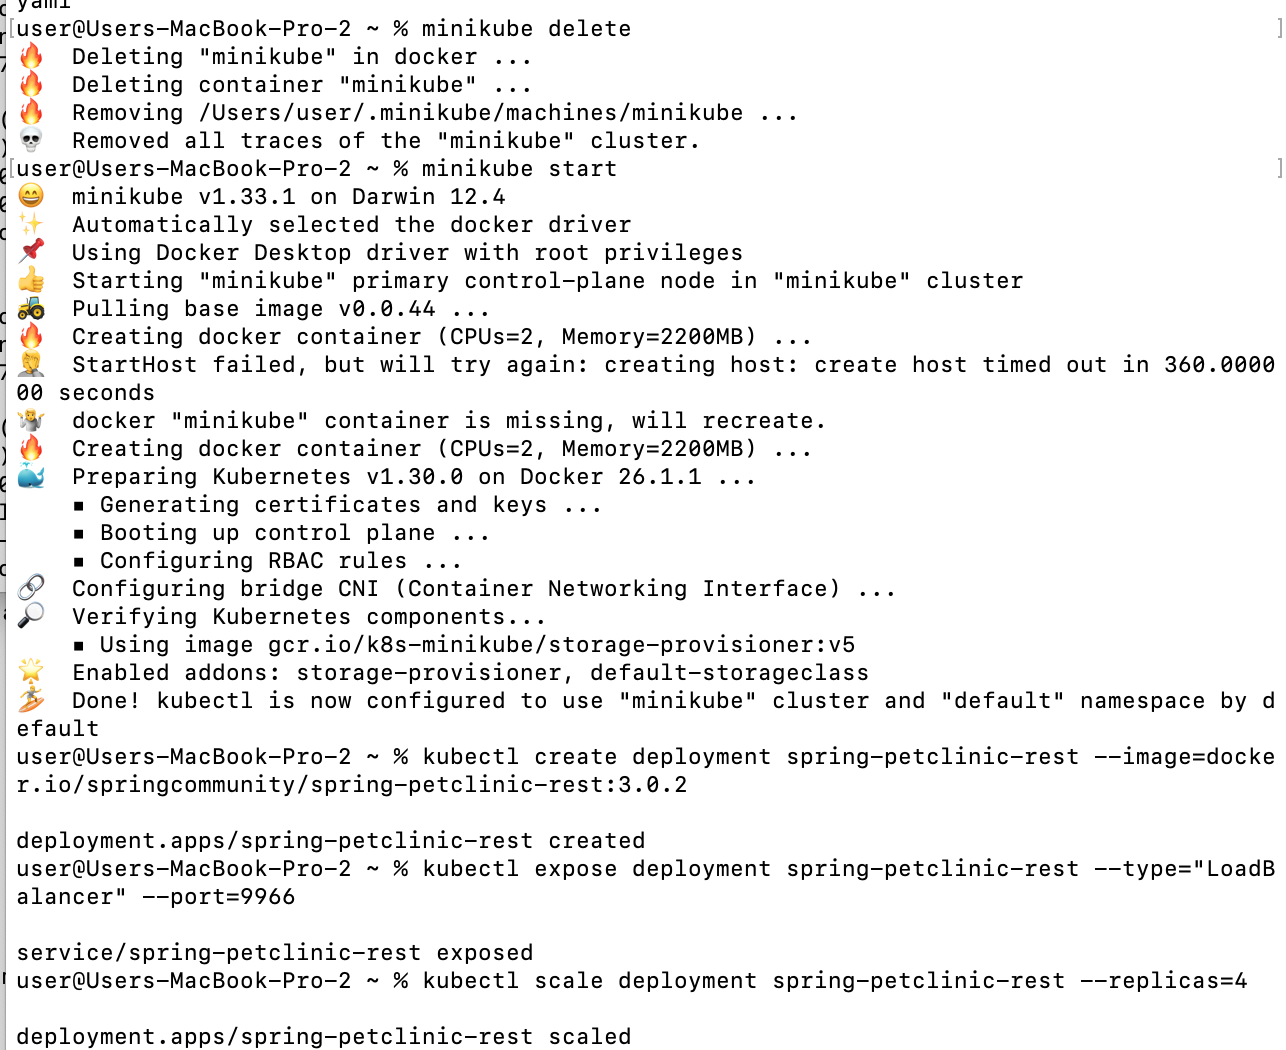 yaml
user@Users-MacBook-Pro-2 ~ % minikube delete
🔥  Deleting "minikube" in docker ...
🔥  Deleting container "minikube" ...
🔥  Removing /Users/user/.minikube/machines/minikube ...
💀  Removed all traces of the "minikube" cluster.
user@Users-MacBook-Pro-2 ~ % minikube start
😄  minikube v1.33.1 on Darwin 12.4
✨  Automatically selected the docker driver
📌  Using Docker Desktop driver with root privileges
👍  Starting "minikube" primary control-plane node in "minikube" cluster
🚜  Pulling base image v0.0.44 ...
🔥  Creating docker container (CPUs=2, Memory=2200MB) ...
🤦  StartHost failed, but will try again: creating host: create host timed out in 360.0000
00 seconds
🤷  docker "minikube" container is missing, will recreate.
🔥  Creating docker container (CPUs=2, Memory=2200MB) ...
🐳  Preparing Kubernetes v1.30.0 on Docker 26.1.1 ...
▪ Generating certificates and keys ...
▪ Booting up control plane ...
▪ Configuring RBAC rules ...
🔗  Configuring bridge CNI (Container Networking Interface) ...
🔎  Verifying Kubernetes components...
▪ Using image gcr.io/k8s-minikube/storage-provisioner:v5
🌟  Enabled addons: storage-provisioner, default-storageclass
🏄  Done! kubectl is now configured to use "minikube" cluster and "default" namespace by d
efault
user@Users-MacBook-Pro-2 ~ % kubectl create deployment spring-petclinic-rest --image=docke
r.io/springcommunity/spring-petclinic-rest:3.0.2
deployment.apps/spring-petclinic-rest created
user@Users-MacBook-Pro-2 ~ % kubectl expose deployment spring-petclinic-rest --type="LoadB
alancer" --port=9966
service/spring-petclinic-rest exposed
user@Users-MacBook-Pro-2 ~ % kubectl scale deployment spring-petclinic-rest --replicas=4
deployment.apps/spring-petclinic-rest scaled